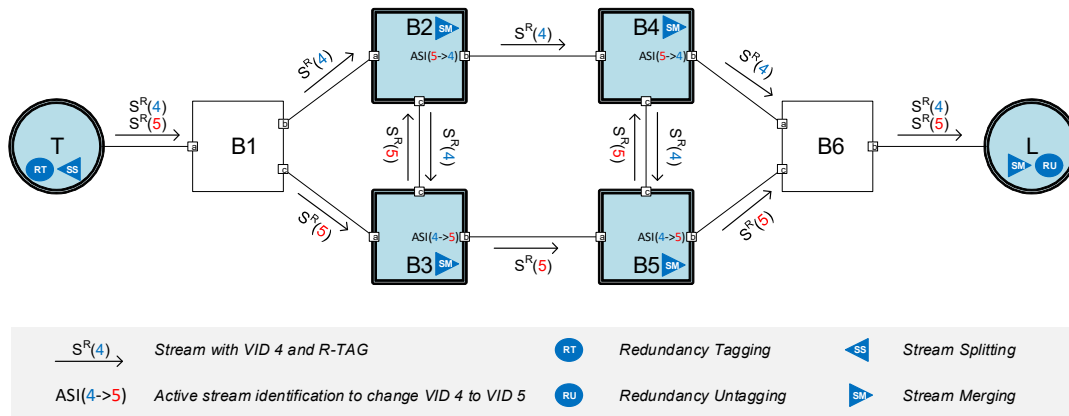 B2 SM
ASI(5->4)
a
b
c
S^R(4)
S^R(4)
B4 SM
ASI(5->4)
a
b
c
S^R(4)
S^R(4)
S^R(5)
T
RT SS
a
B1
b
c
S^R(5)
S^R(4)
S^R(5)
S^R(4)
a
B6
b
c
S^R(4)
S^R(5)
L
SM RU
S^R(5)
c
a
ASI(4->5)
b
B3 SM
S^R(5)
c
a
ASI(4->5)
b
B5 SM
S^R(5)
S^R(4) Stream with VID 4 and R-TAG
RT Redundancy Tagging
SS Stream Splitting
ASI(4->5) Active stream identification to change VID 4 to VID 5
RU Redundancy Untagging
SM Stream Merging